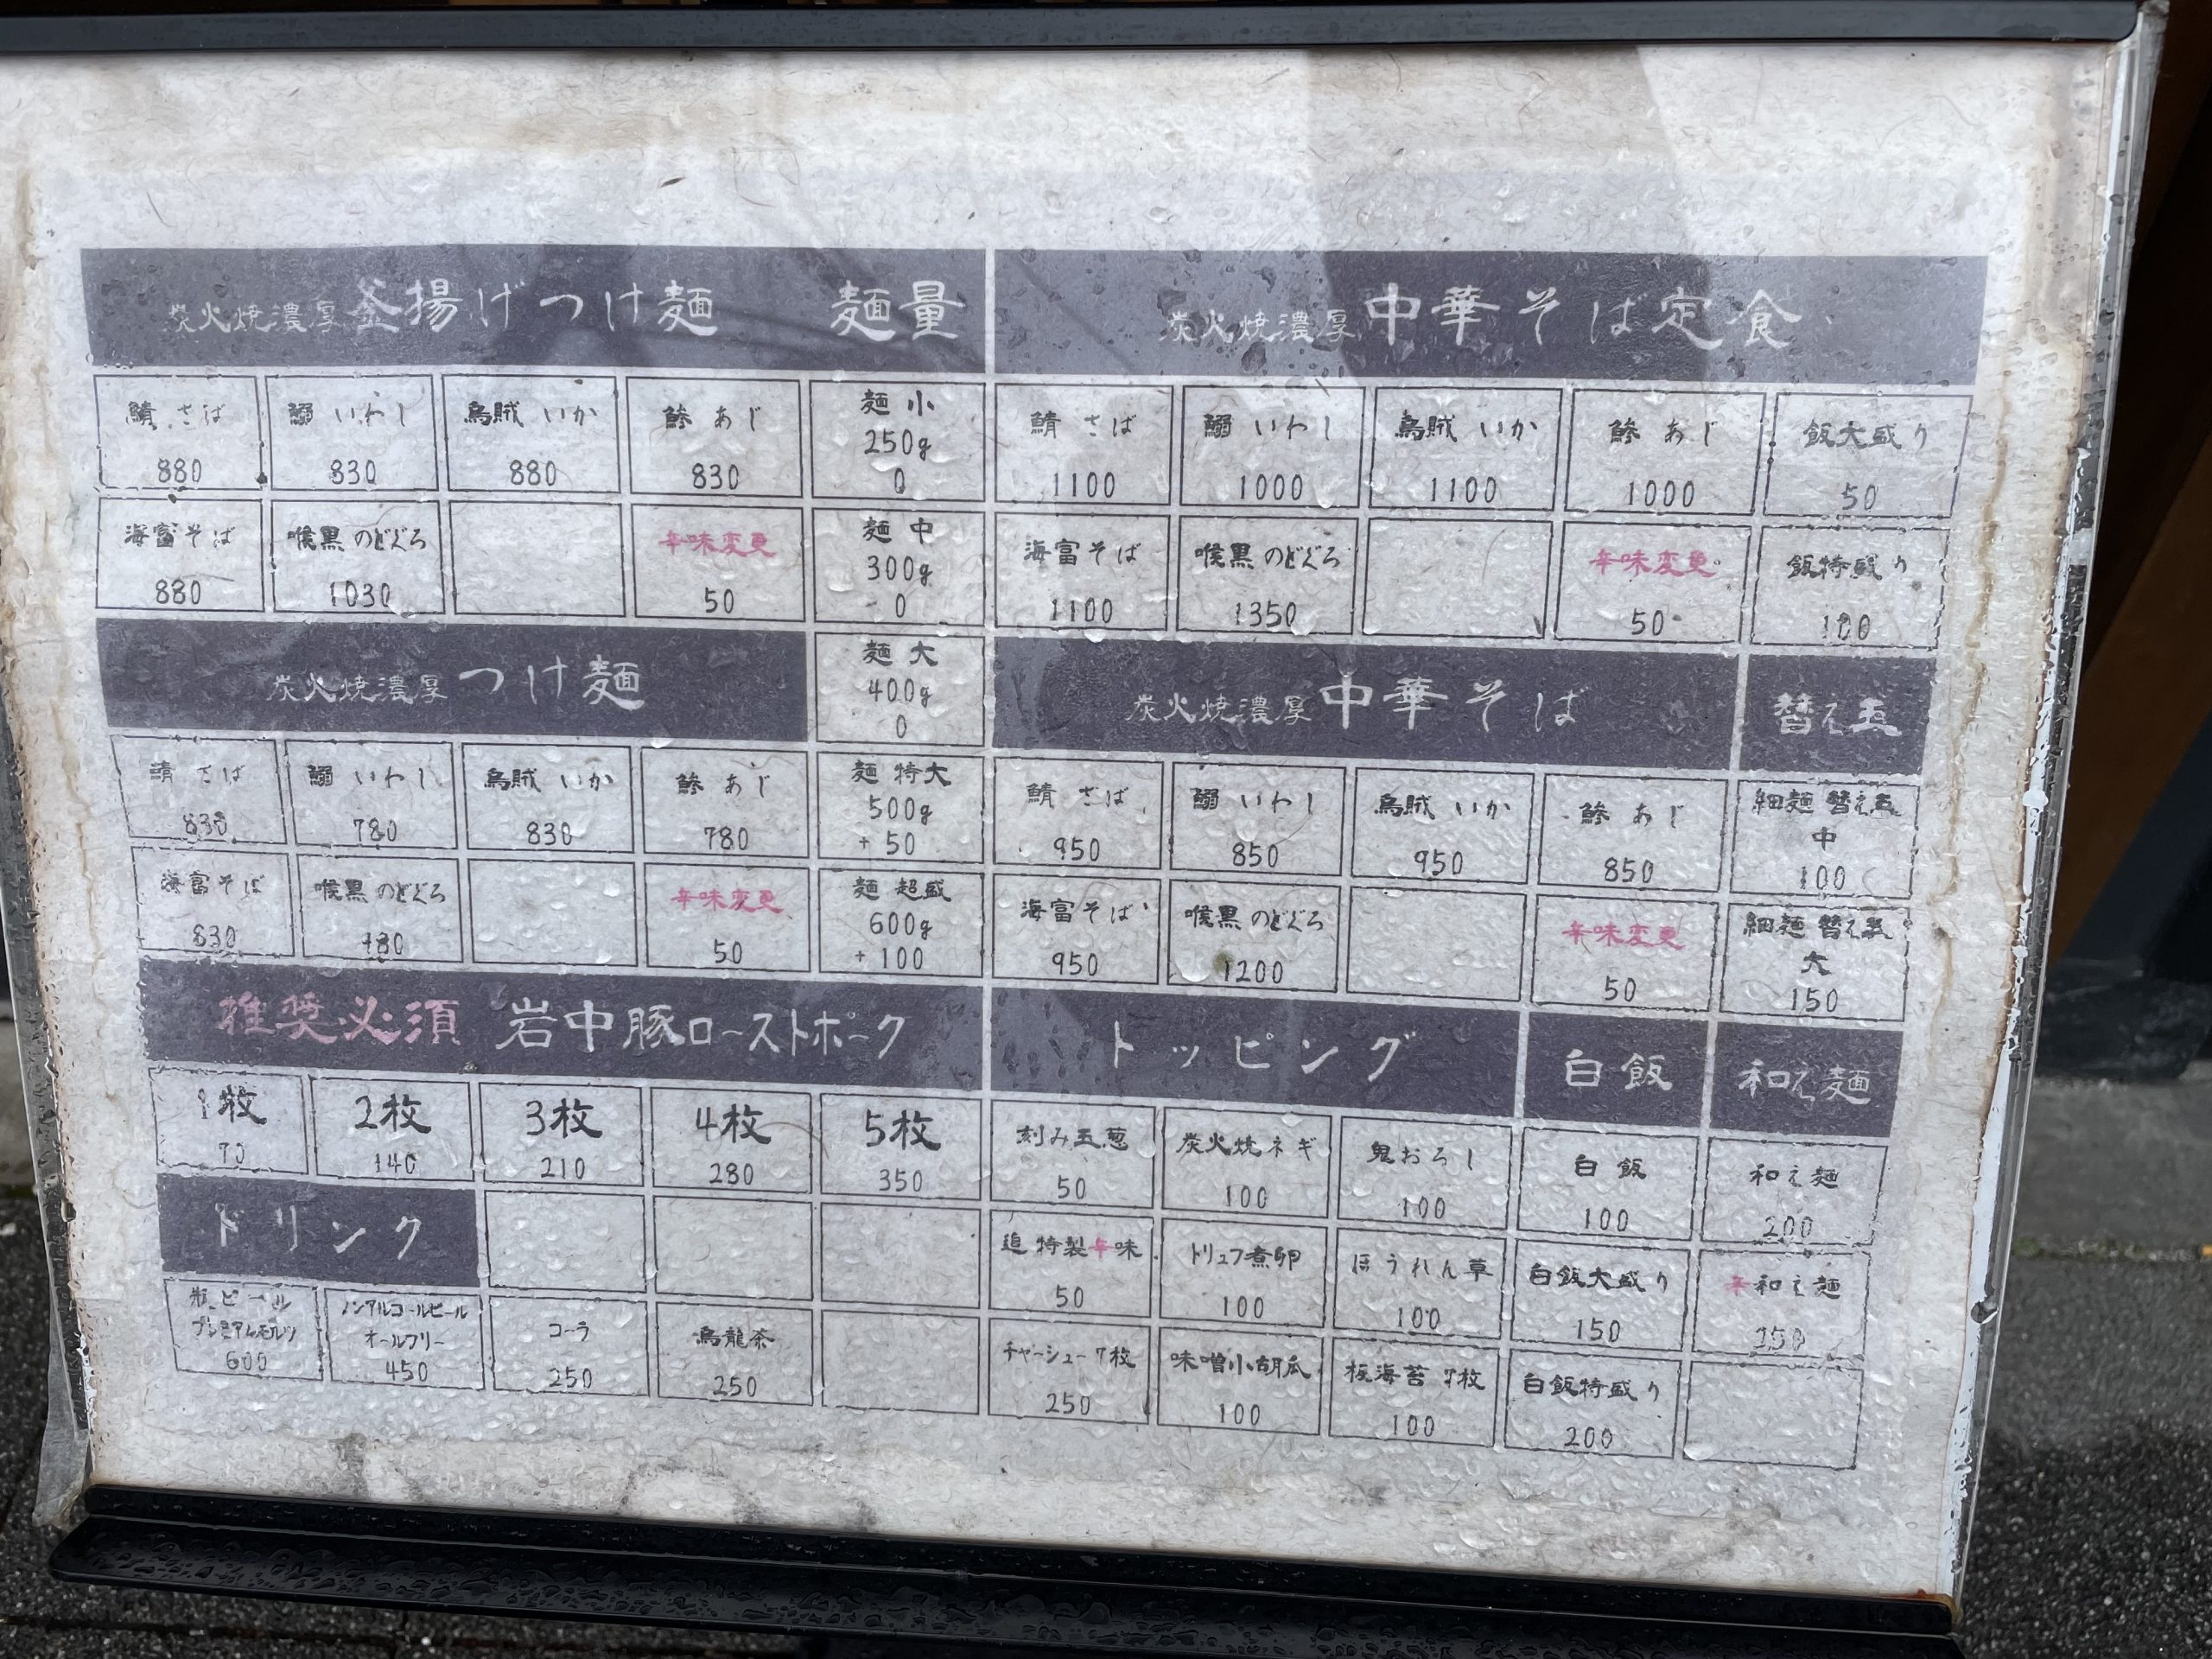 炭火焼濃厚釜揚げつけ麺 麺量
鯖 さば
880
鰯 いわし
830
烏賊 いか
880
鯵 あじ
830
麺 小
250g
0
海富そば
880
喉黒 のどぐろ
1030
辛味変更
50
麺 中
300g
0
炭火焼濃厚つけ麺
麺 大
400g
0
鯖 さば
830
鰯 いわし
780
烏賊 いか
830
鯵 あじ
780
麺 特大
500g
+50
海富そば
830
喉黒 のどぐろ
980
辛味変更
50
麺 超盛
600g
+100
推奨必須 岩中豚ローストポーク
1枚
70
2枚
140
3枚
210
4枚
280
5枚
350
ドリンク
瓶ビール
プレミアムモルツ
600
ノンアルコールビール
オールフリー
450
コーラ
250
烏龍茶
250
炭火焼濃厚中華そば定食
鯖 さば
1100
鰯 いわし
1000
烏賊 いか
1100
鯵 あじ
1000
飯大盛り
50
海富そば
1100
喉黒 のどぐろ
1350
辛味変更
50
飯特盛り
100
炭火焼濃厚中華そば
替え玉
鯖 さば
950
鰯 いわし
850
烏賊 いか
950
鯵 あじ
850
細麺 替え玉
中
100
海富そば
950
喉黒 のどぐろ
1200
辛味変更
50
細麺 替え玉
大
150
トッピング
白飯
和え麺
刻み玉葱
50
炭火焼ネギ
100
鬼おろし
100
白飯
100
和え麺
200
追 特製辛味
50
トリュフ煮卵
100
ほうれん草
100
白飯大盛り
150
辛和え麺
250
チャーシュー7枚
250
味噌小胡瓜
100
板海苔 7枚
100
白飯特盛り
200